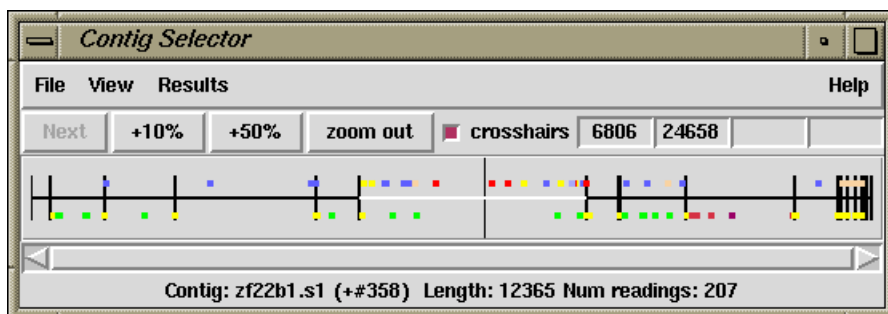 Contig Selector
File View Results Help
Next +10% +50% zoom out crosshairs 6806 24658
Contig: zf22b1.s1 (+#358) Length: 12365 Num readings: 207